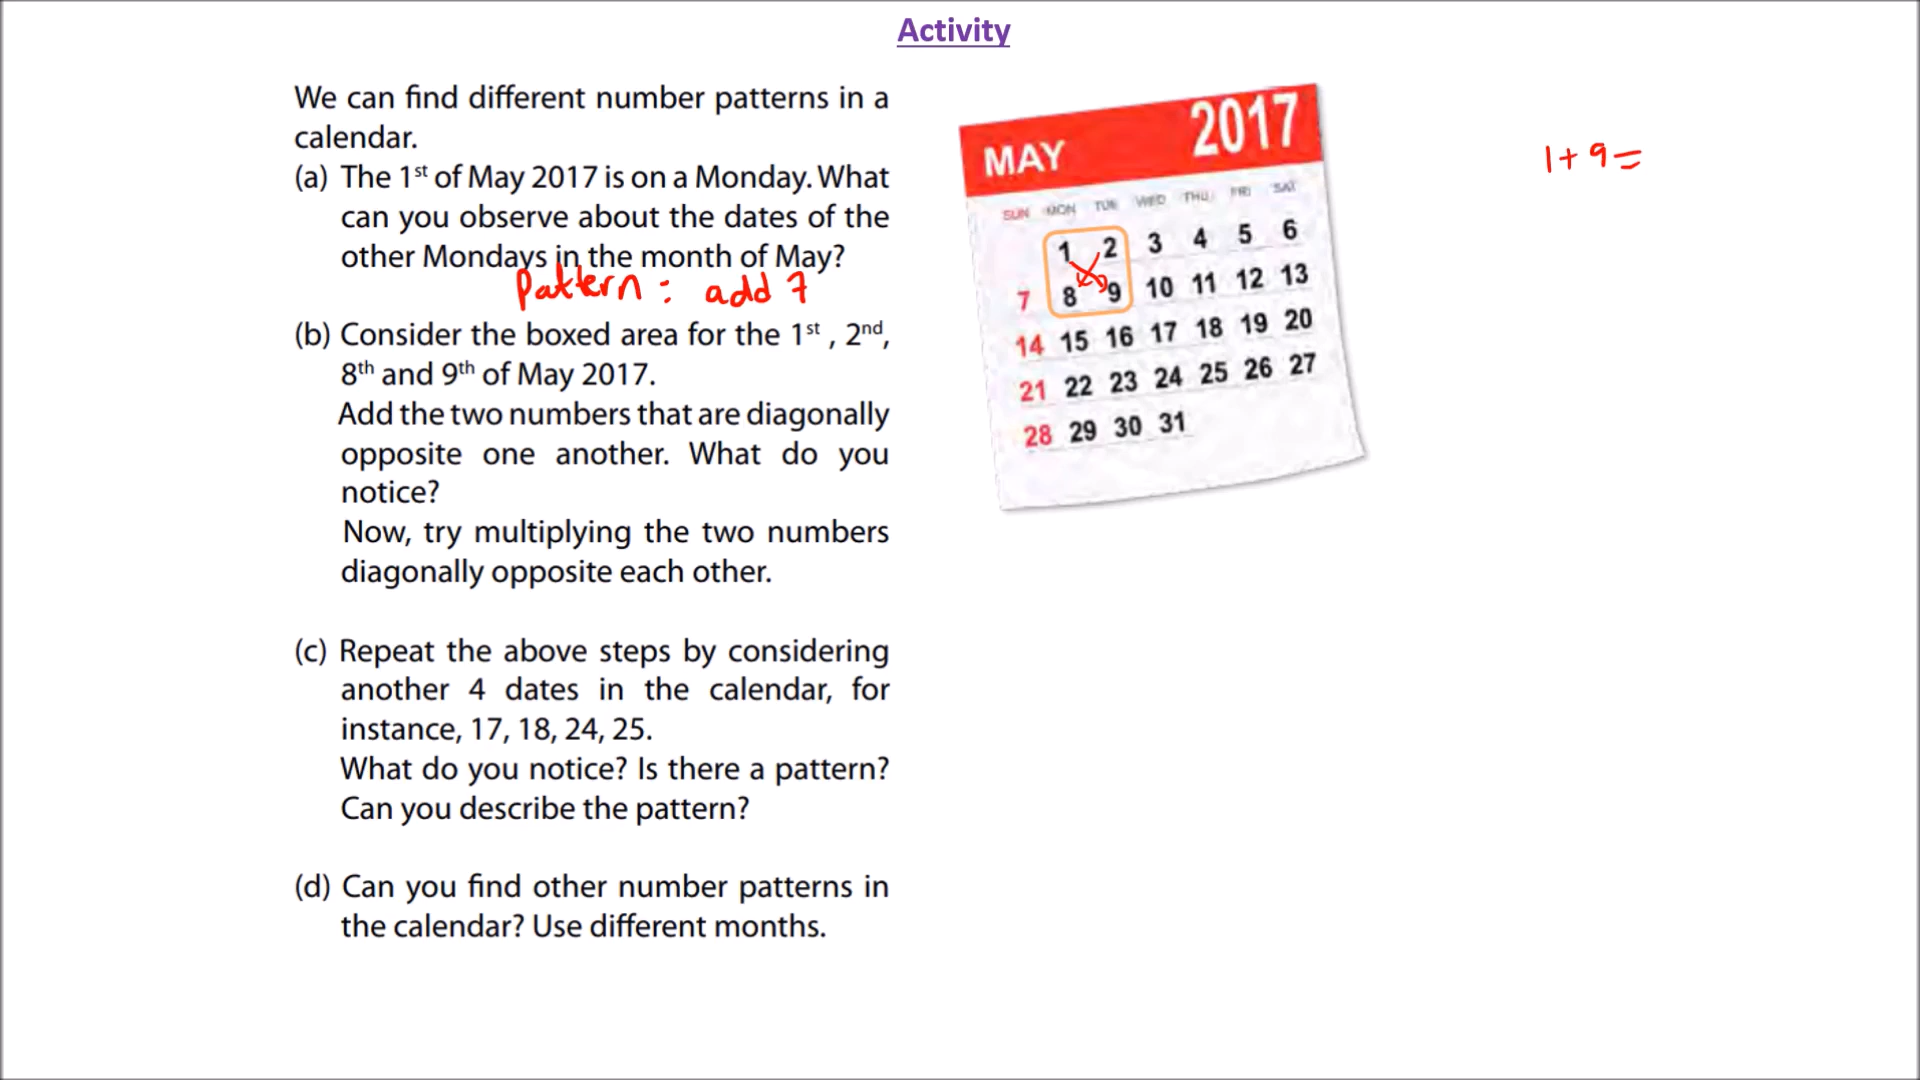 Activity
We can find different number patterns in a
calendar.
(a) The 1st of May 2017 is on a Monday. What
can you observe about the dates of the
other Mondays in the month of May?
Pattern : add 7
(b) Consider the boxed area for the 1st , 2nd,
8th and 9th of May 2017.
Add the two numbers that are diagonally
opposite one another. What do you
notice?
Now, try multiplying the two numbers
diagonally opposite each other.
(c) Repeat the above steps by considering
another 4 dates in the calendar, for
instance, 17, 18, 24, 25.
What do you notice? Is there a pattern?
Can you describe the pattern?
(d) Can you find other number patterns in
the calendar? Use different months.
MAY 2017
SUN MON TUE WED THU FRI SAT
1 2 3 4 5 6
7 8 9 10 11 12 13
14 15 16 17 18 19 20
21 22 23 24 25 26 27
28 29 30 31
1 + 9 =